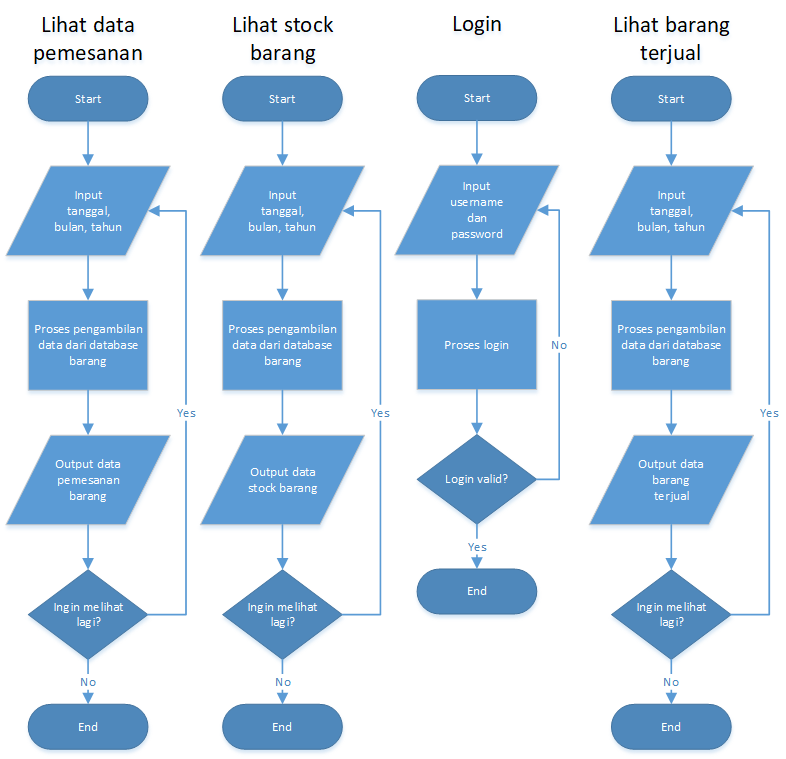 Lihat data
pemesanan
Start
Input
tanggal,
bulan, tahun
Proses pengambilan
data dari database
barang
Output data
pemesanan
barang
Yes
Ingin melihat
lagi?
No
End
Lihat stock
barang
Start
Input
tanggal,
bulan, tahun
Proses pengambilan
data dari database
barang
Output data
stock barang
Yes
Ingin melihat
lagi?
No
End
Login
Start
Input
username
dan
password
Proses login
No
Login valid?
Yes
End
Lihat barang
terjual
Start
Input
tanggal,
bulan, tahun
Proses pengambilan
data dari database
barang
Output data
barang
terjual
Yes
Ingin melihat
lagi?
No
End